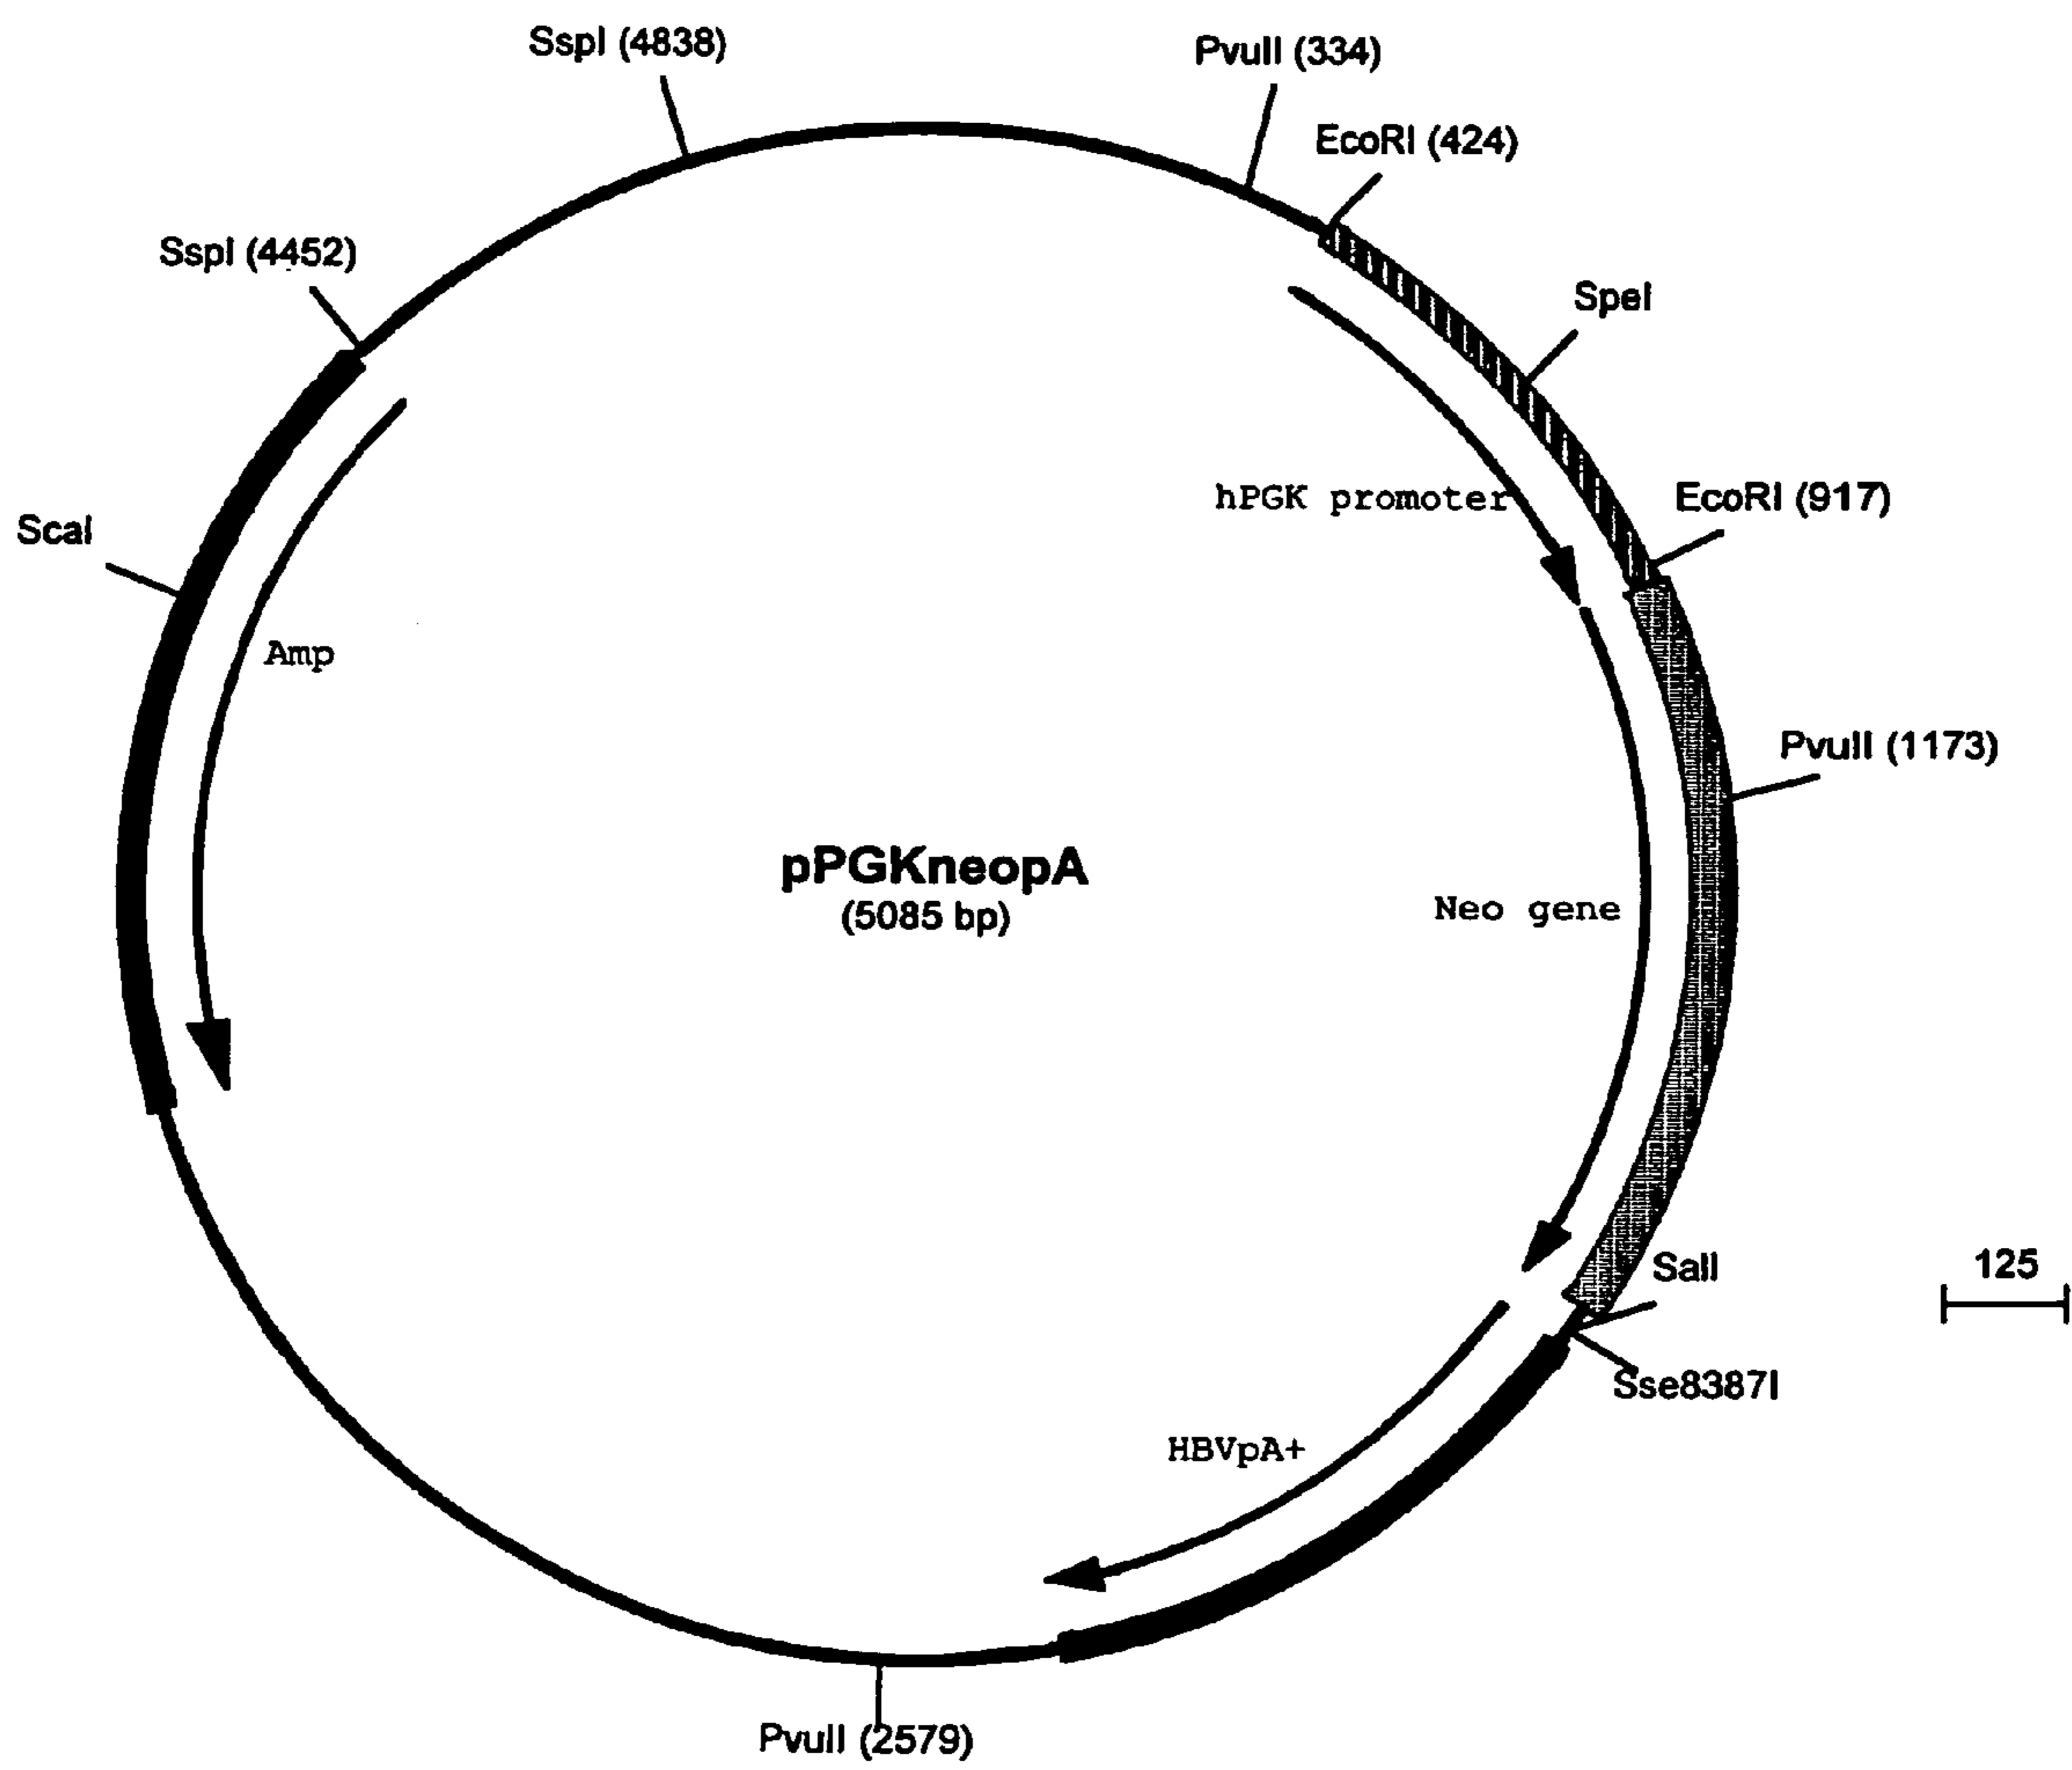 SspI (4838)
PvuII (334)
EcoRI (424)
SspI (4452)
SpeI
hPGK promoter
EcoRI (917)
ScaI
Amp
PvuII (1173)
pPGKneopA
(5085 bp)
Neo gene
SalI
125
Sse8387I
HBVpA+
PvuII (2579)